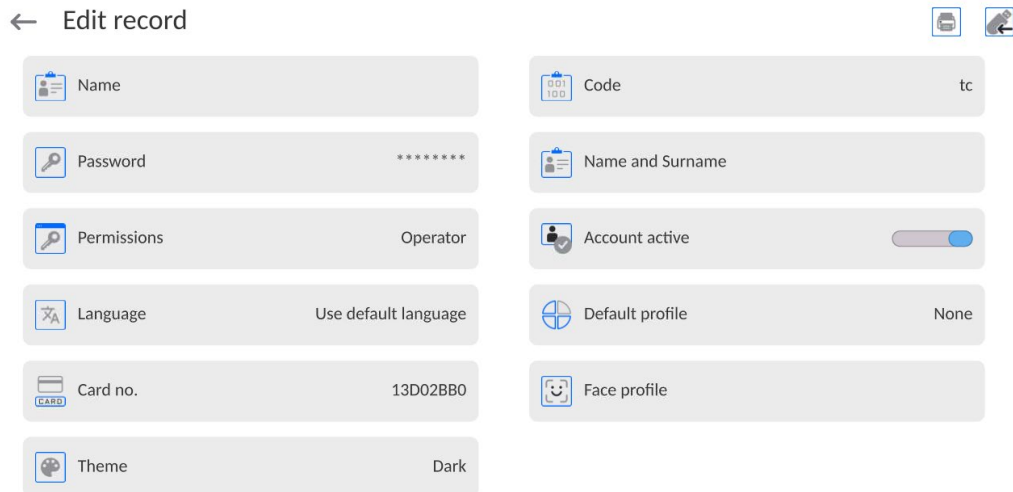 Edit record
Name
Code tc
Password ********
Name and Surname
Permissions Operator
Account active
Language Use default language
Default profile None
CARD
Card no. 13D02BB0
Face profile
Theme Dark